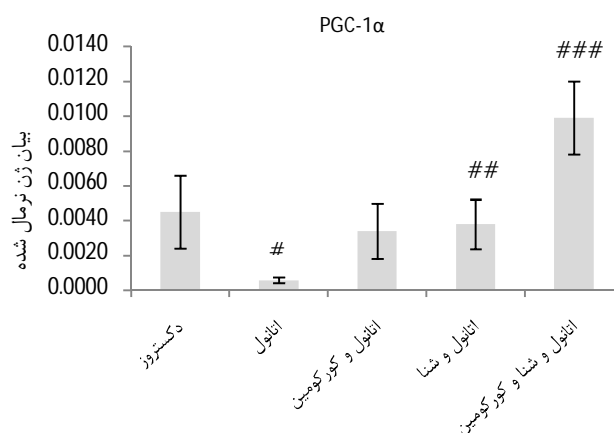 PGC-1α
###
##
#
0.0140
0.0120
0.0100
0.0080
0.0060
0.0040
0.0020
0.0000
بیان ژن نرمال شده
دکستروز
اتانول
اتانول و کورکومین
اتانول و شنا
اتانول و شنا و کورکومین